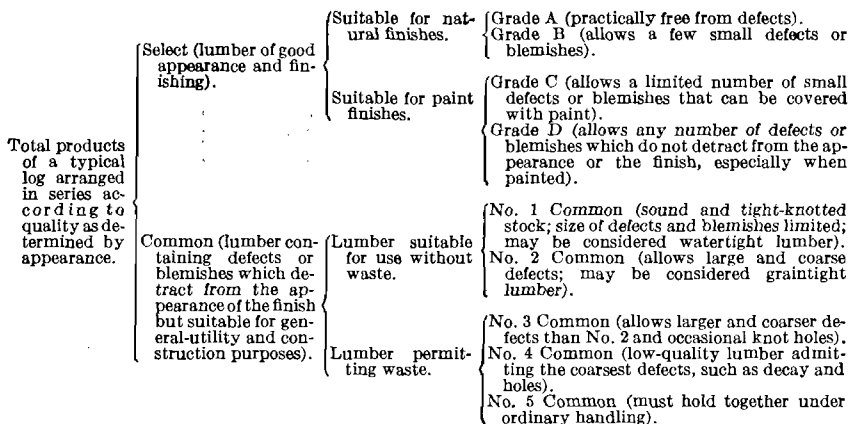 Total products
of a typical
log arranged
in series ac-
cording to
quality as de-
termined by
appearance.
Select (lumber of good
appearance and fin-
ishing).
Suitable for nat-
ural finishes.
Grade A (practically free from defects).
Grade B (allows a few small defects or
blemishes).
Suitable for paint
finishes.
Grade C (allows a limited number of small
defects or blemishes that can be covered
with paint).
Grade D (allows any number of defects or
blemishes which do not detract from the ap-
pearance or the finish, especially when
painted).
Common (lumber con-
taining defects or
blemishes which de-
tract from the ap-
pearance of the finish
but suitable for gen-
eral-utility and con-
struction purposes).
Lumber suitable
for use without
waste.
No. 1 Common (sound and tight-knotted
stock; size of defects and blemishes limited;
may be considered watertight lumber).
No. 2 Common (allows large and coarse
defects; may be considered graintight
lumber).
Lumber permit-
ting waste.
No. 3 Common (allows larger and coarser de-
fects than No. 2 and occasional knot holes).
No. 4 Common (low-quality lumber admit-
ting the coarsest defects, such as decay and
holes).
No. 5 Common (must hold together under
ordinary handling).